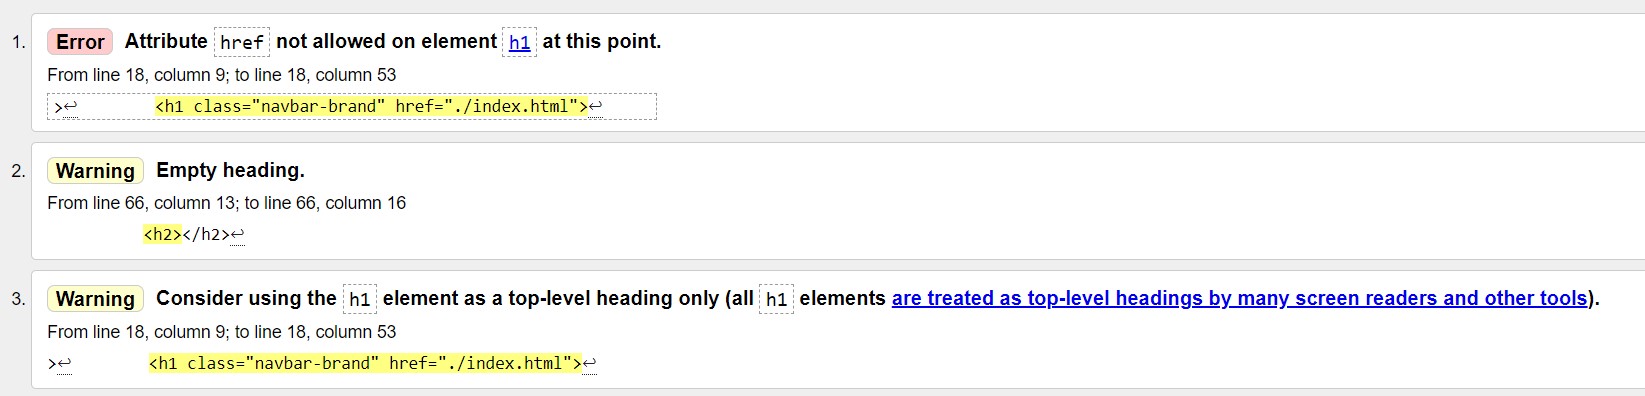 1. Error Attribute href not allowed on element h1 at this point.
From line 18, column 9; to line 18, column 53
>↩ <h1 class="navbar-brand" href="./index.html">↩
2. Warning Empty heading.
From line 66, column 13; to line 66, column 16
<h2></h2>↩
3. Warning Consider using the h1 element as a top-level heading only (all h1 elements are treated as top-level headings by many screen readers and other tools).
From line 18, column 9; to line 18, column 53
>↩ <h1 class="navbar-brand" href="./index.html">↩